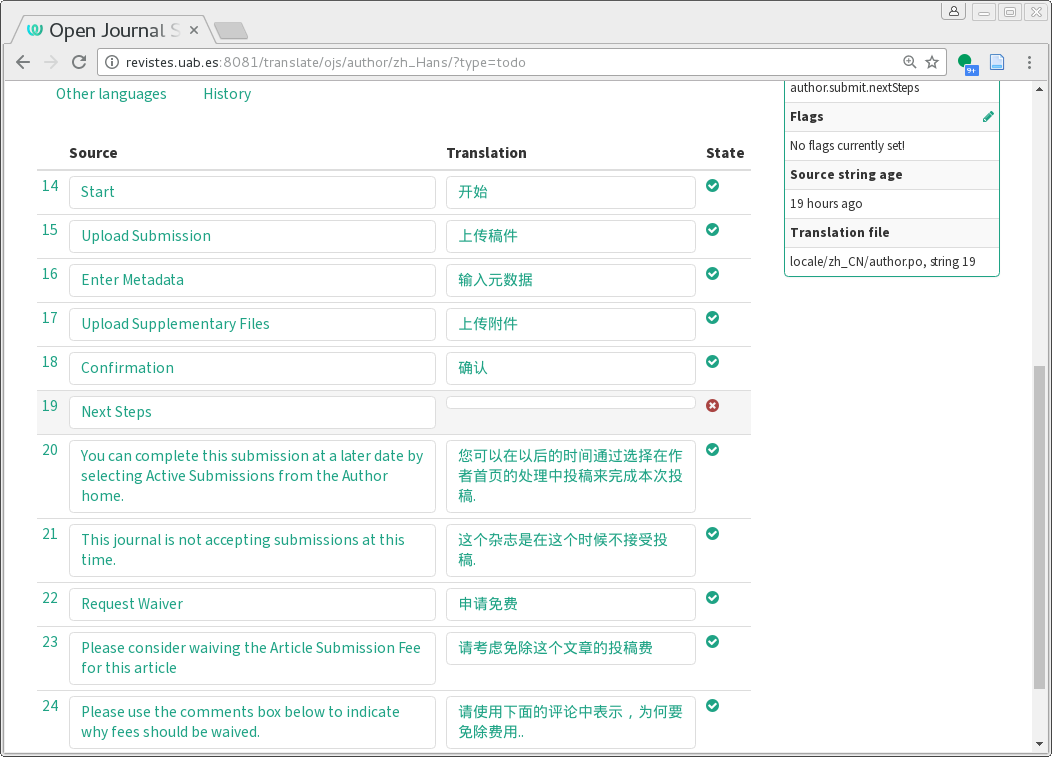 Open Journal S
revistes.uab.es:8081/translate/ojs/author/zh_Hans/?type=todo
9+
Other languages
History
Source
Translation
State
14
Start
开始
15
Upload Submission
上传稿件
16
Enter Metadata
输入元数据
17
Upload Supplementary Files
上传附件
18
Confirmation
确认
19
Next Steps
20
You can complete this submission at a later date by
selecting Active Submissions from the Author
home.
您可以在以后的时间通过选择在作
者首页的处理中投稿来完成本次投
稿.
21
This journal is not accepting submissions at this
time.
这个杂志是在这个时候不接受投
稿.
22
Request Waiver
申请免费
23
Please consider waiving the Article Submission Fee
for this article
请考虑免除这个文章的投稿费
24
Please use the comments box below to indicate
why fees should be waived.
请使用下面的评论中表示，为何要
免除费用..
author.submit.nextSteps
Flags
No flags currently set!
Source string age
19 hours ago
Translation file
locale/zh_CN/author.po, string 19